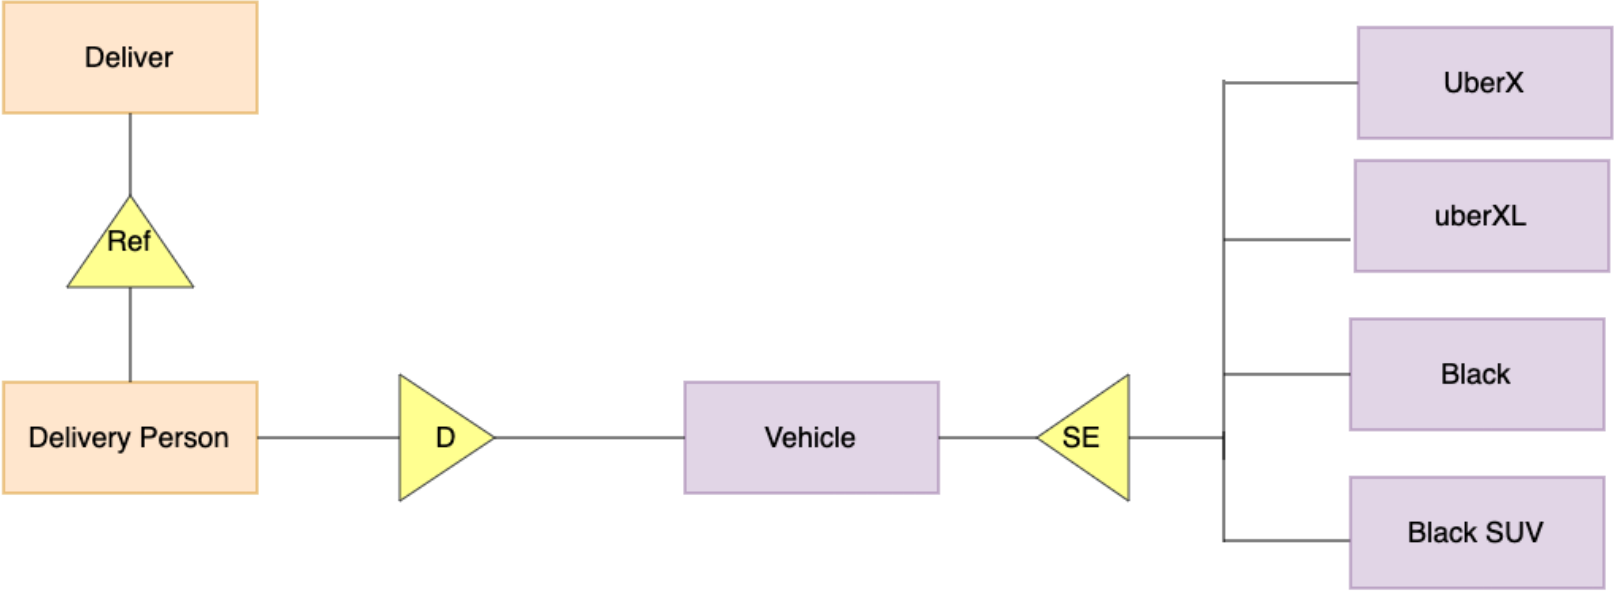 Deliver
UberX
uberXL
Ref
Black
Delivery Person
D
Vehicle
SE
Black SUV